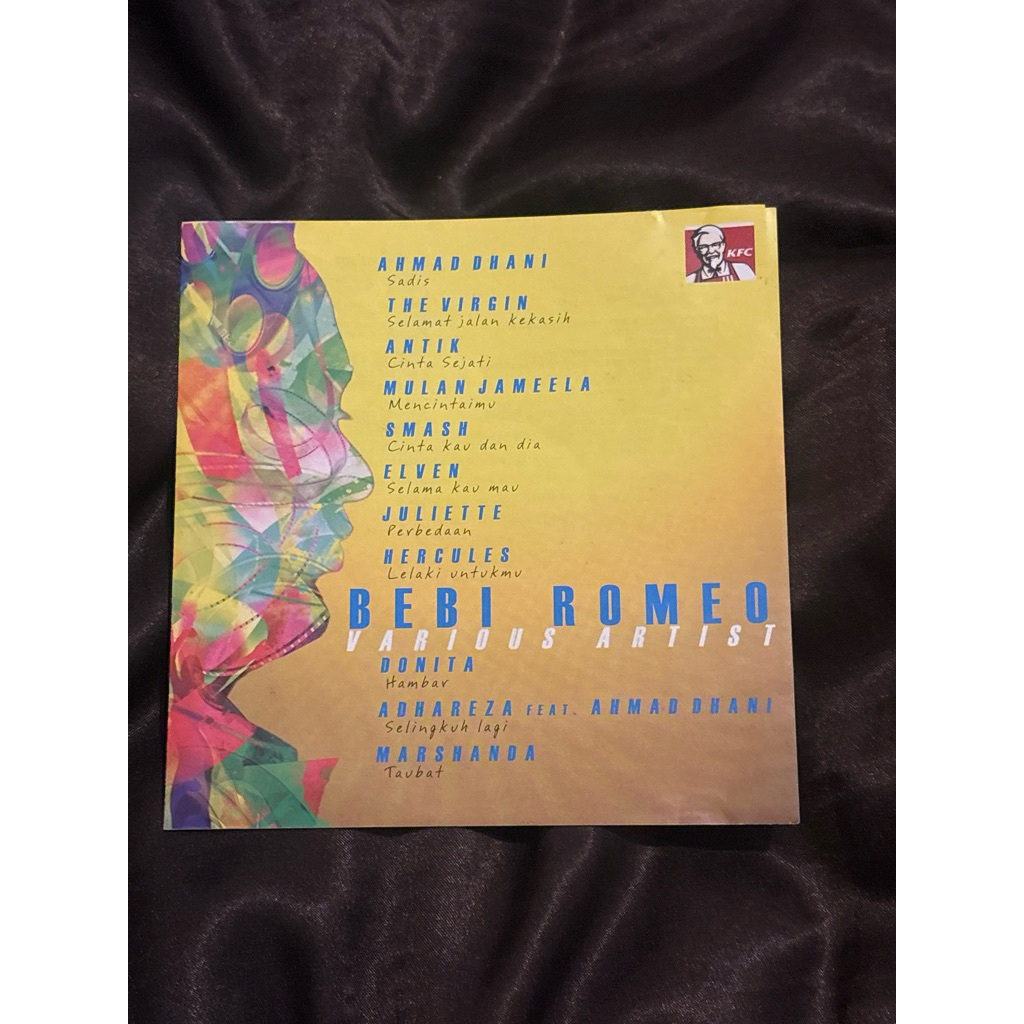 KFC
AHMAD DHANI
Sadis
THE VIRGIN
Selamat jalan kekasih
ANTIK
Cinta Sejati
MULAN JAMEELA
Mencintaimu
SMASH
Cinta kau dan dia
ELVEN
Selama kau mau
JULIETTE
Perbedaan
HERCULES
Lelaki untukmu
BEBI ROMEO
VARIOUS ARTIST
DONITA
Hambar
ADHAREZA FEAT. AHMAD DHANI
Selingkuh lagi
MARSHANDA
Taubat